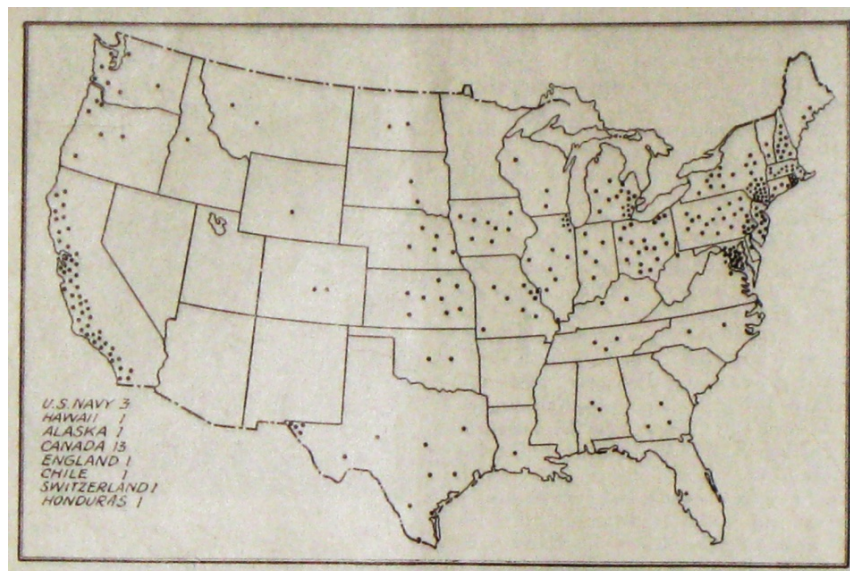 U.S. NAVY 3
HAWAII 1
ALASKA 1
CANADA 13
ENGLAND 1
CHILE 1
SWITZERLAND 1
HONDURAS 1